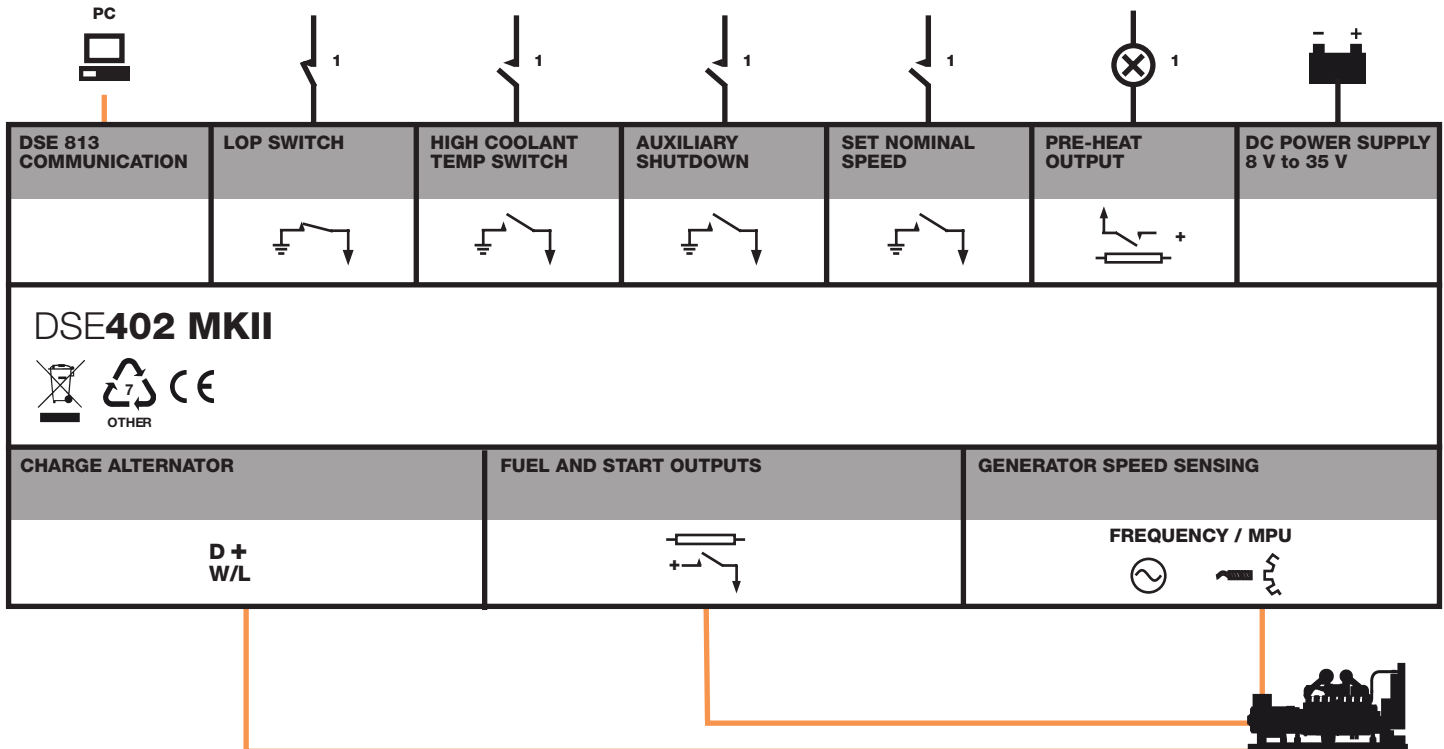 PC
1
1
1
1
1
- +
DSE 813
COMMUNICATION
LOP SWITCH
HIGH COOLANT
TEMP SWITCH
AUXILIARY
SHUTDOWN
SET NOMINAL
SPEED
PRE-HEAT
OUTPUT
DC POWER SUPPLY
8 V to 35 V
+
DSE402 MKII
7
OTHER
CE
CHARGE ALTERNATOR
FUEL AND START OUTPUTS
GENERATOR SPEED SENSING
D +
W/L
+
FREQUENCY / MPU